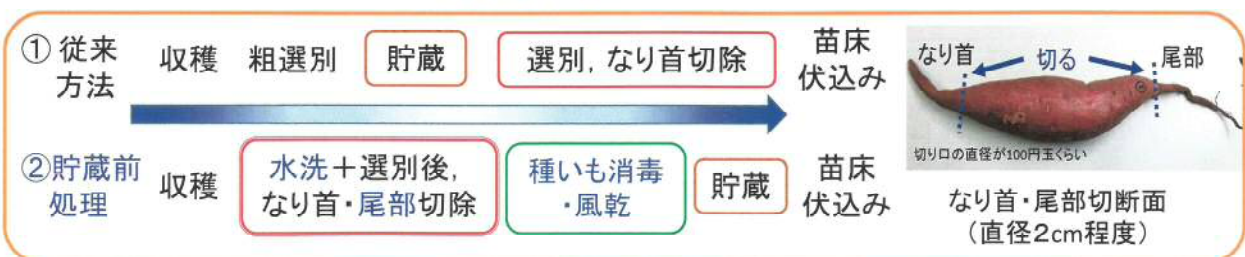 ① 従来
方法
収穫 粗選別 貯蔵 選別,なり首切除
苗床
伏込み
②貯蔵前
処理
収穫
水洗+選別後,
なり首・尾部切除
種いも消毒
・風乾
貯蔵
苗床
伏込み
なり首 切る 尾部
切り口の直径が100円玉くらい
なり首・尾部切断面
(直径2cm程度)